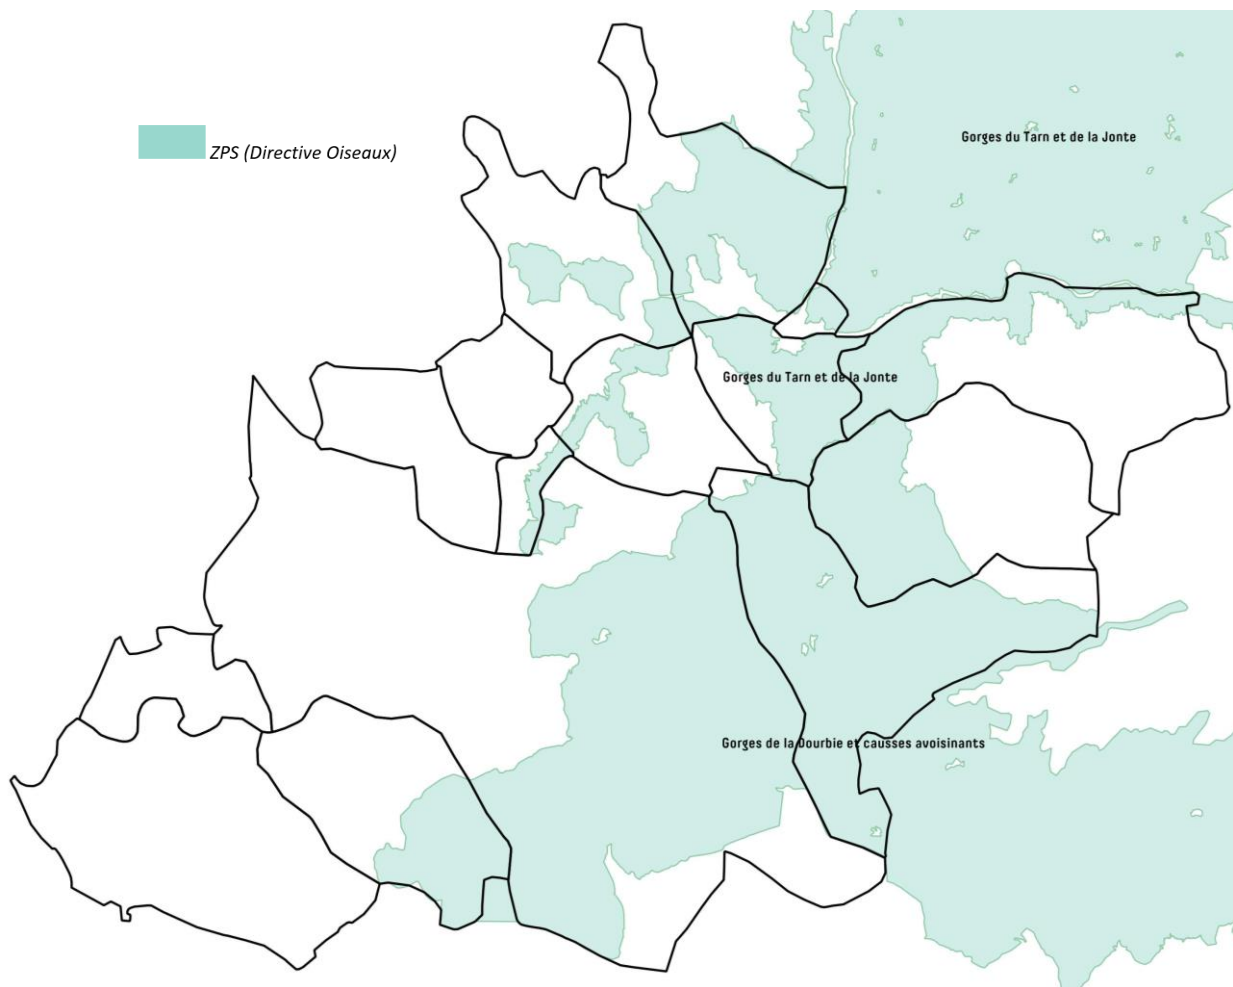 Gorges du Tarn et de la Jonte
ZPS (Directive Oiseaux)
Gorges du Tarn et de la Jonte
Gorges de la Dourbie et causses avoisinants